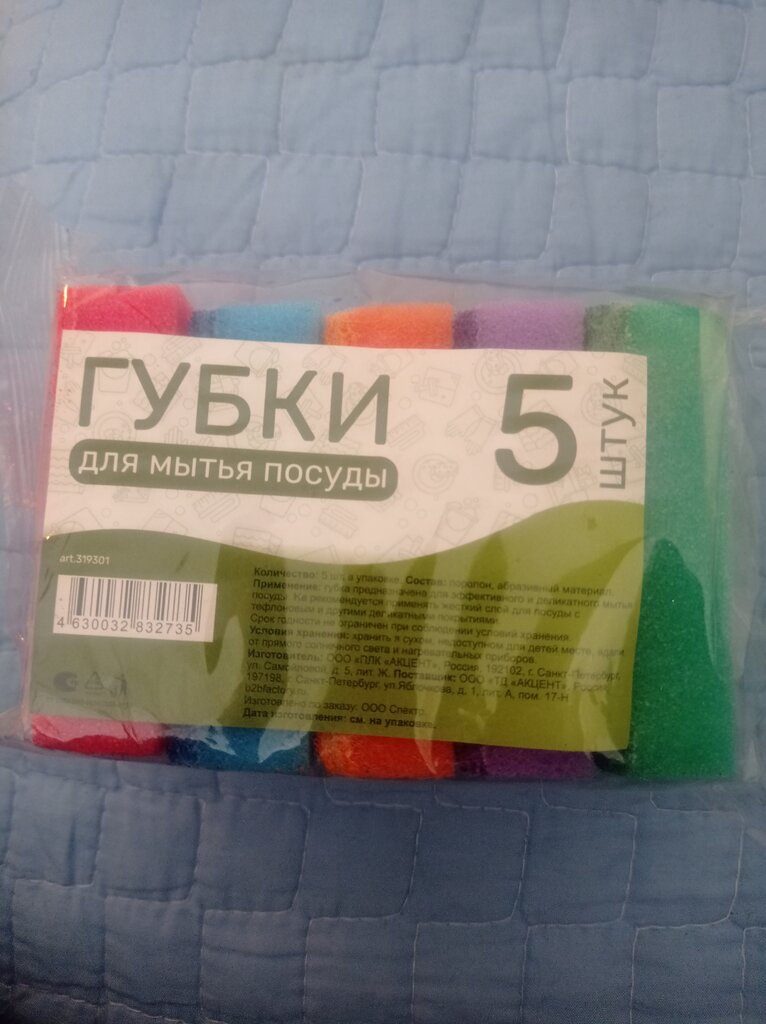 ГУБКИ
для мытья посуды
5
штук
art.319301
4 630032 832735
Количество: 5 шт. в упаковке. Состав: поролон, абразивный материал.
Применение: губка предназначена для эффективного и деликатного мытья
посуды. Не рекомендуется применять жесткий слой для посуды с
тефлоновым и другими деликатными покрытиями.
Срок годности не ограничен при соблюдении условий хранения.
Условия хранения: хранить в сухом, недоступном для детей месте, вдали
от прямого солнечного света и нагревательных приборов.
Изготовитель: ООО «ПЛК «АКЦЕНТ», Россия, 192102, г. Санкт-Петербург,
ул. Самойловой, д. 5, лит. Ж. Поставщик: ООО «ТД «АКЦЕНТ», Россия,
197198, г. Санкт-Петербург, ул.Яблочкова, д. 1, лит. А, пом. 17-Н
b2bfactory.ru.
Изготовлено по заказу: ООО Спектр.
Дата изготовления: см. на упаковке.